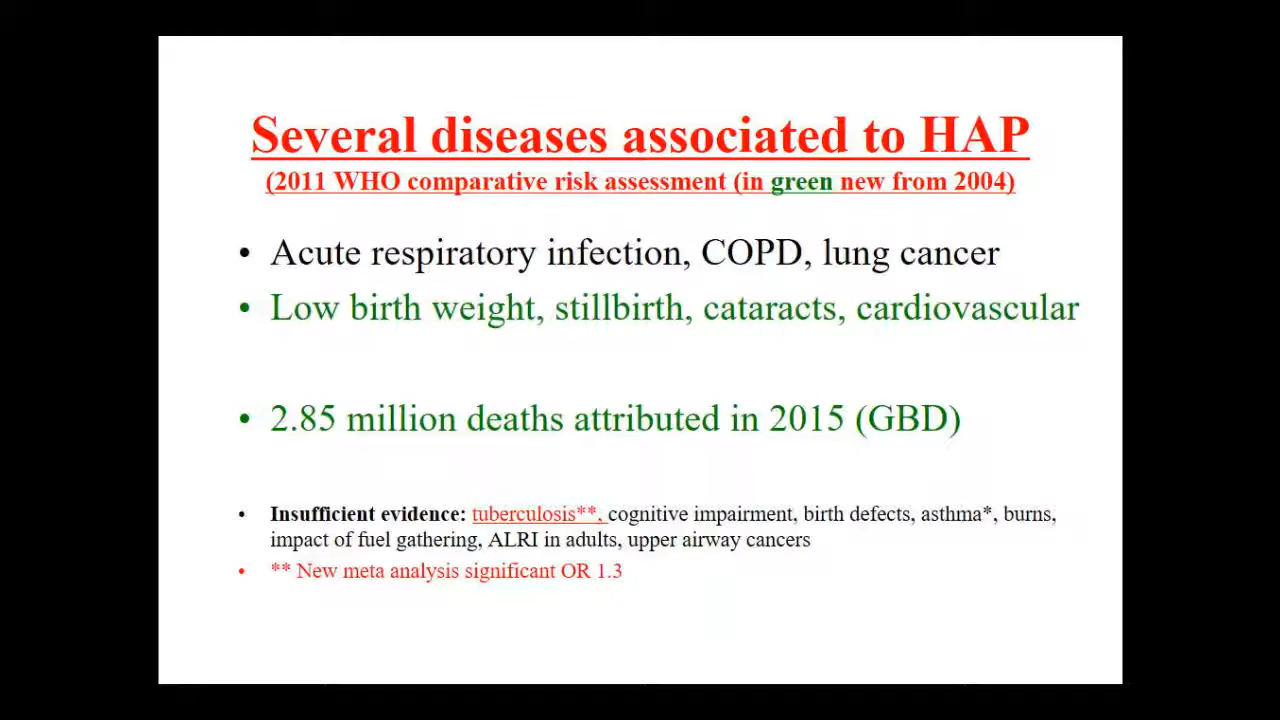 Several diseases associated to HAP
(2011 WHO comparative risk assessment (in green new from 2004)
• Acute respiratory infection, COPD, lung cancer
• Low birth weight, stillbirth, cataracts, cardiovascular
• 2.85 million deaths attributed in 2015 (GBD)
• Insufficient evidence: tuberculosis**, cognitive impairment, birth defects, asthma*, burns,
impact of fuel gathering, ALRI in adults, upper airway cancers
• ** New meta analysis significant OR 1.3